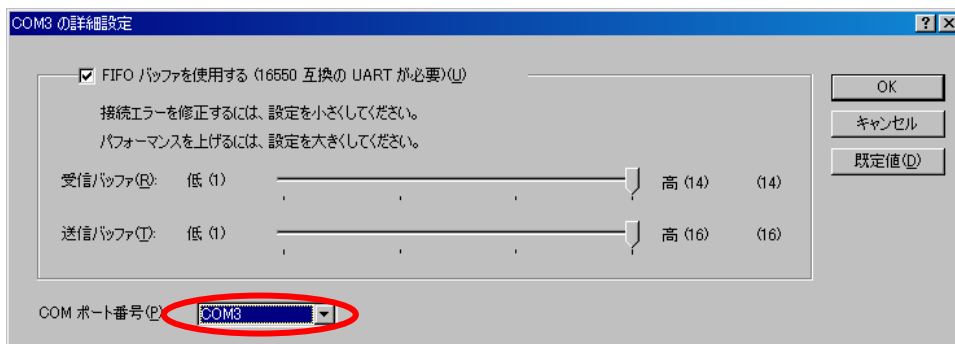 COM3 の詳細設定
FIFO バッファを使用する (16550 互換の UART が必要)(U)
接続エラーを修正するには、設定を小さくしてください。
パフォーマンスを上げるには、設定を大きくしてください。
受信バッファ(R): 低 (1) 高 (14) (14)
送信バッファ(T): 低 (1) 高 (16) (16)
COM ポート番号(P) COM3
OK
キャンセル
既定値(D)